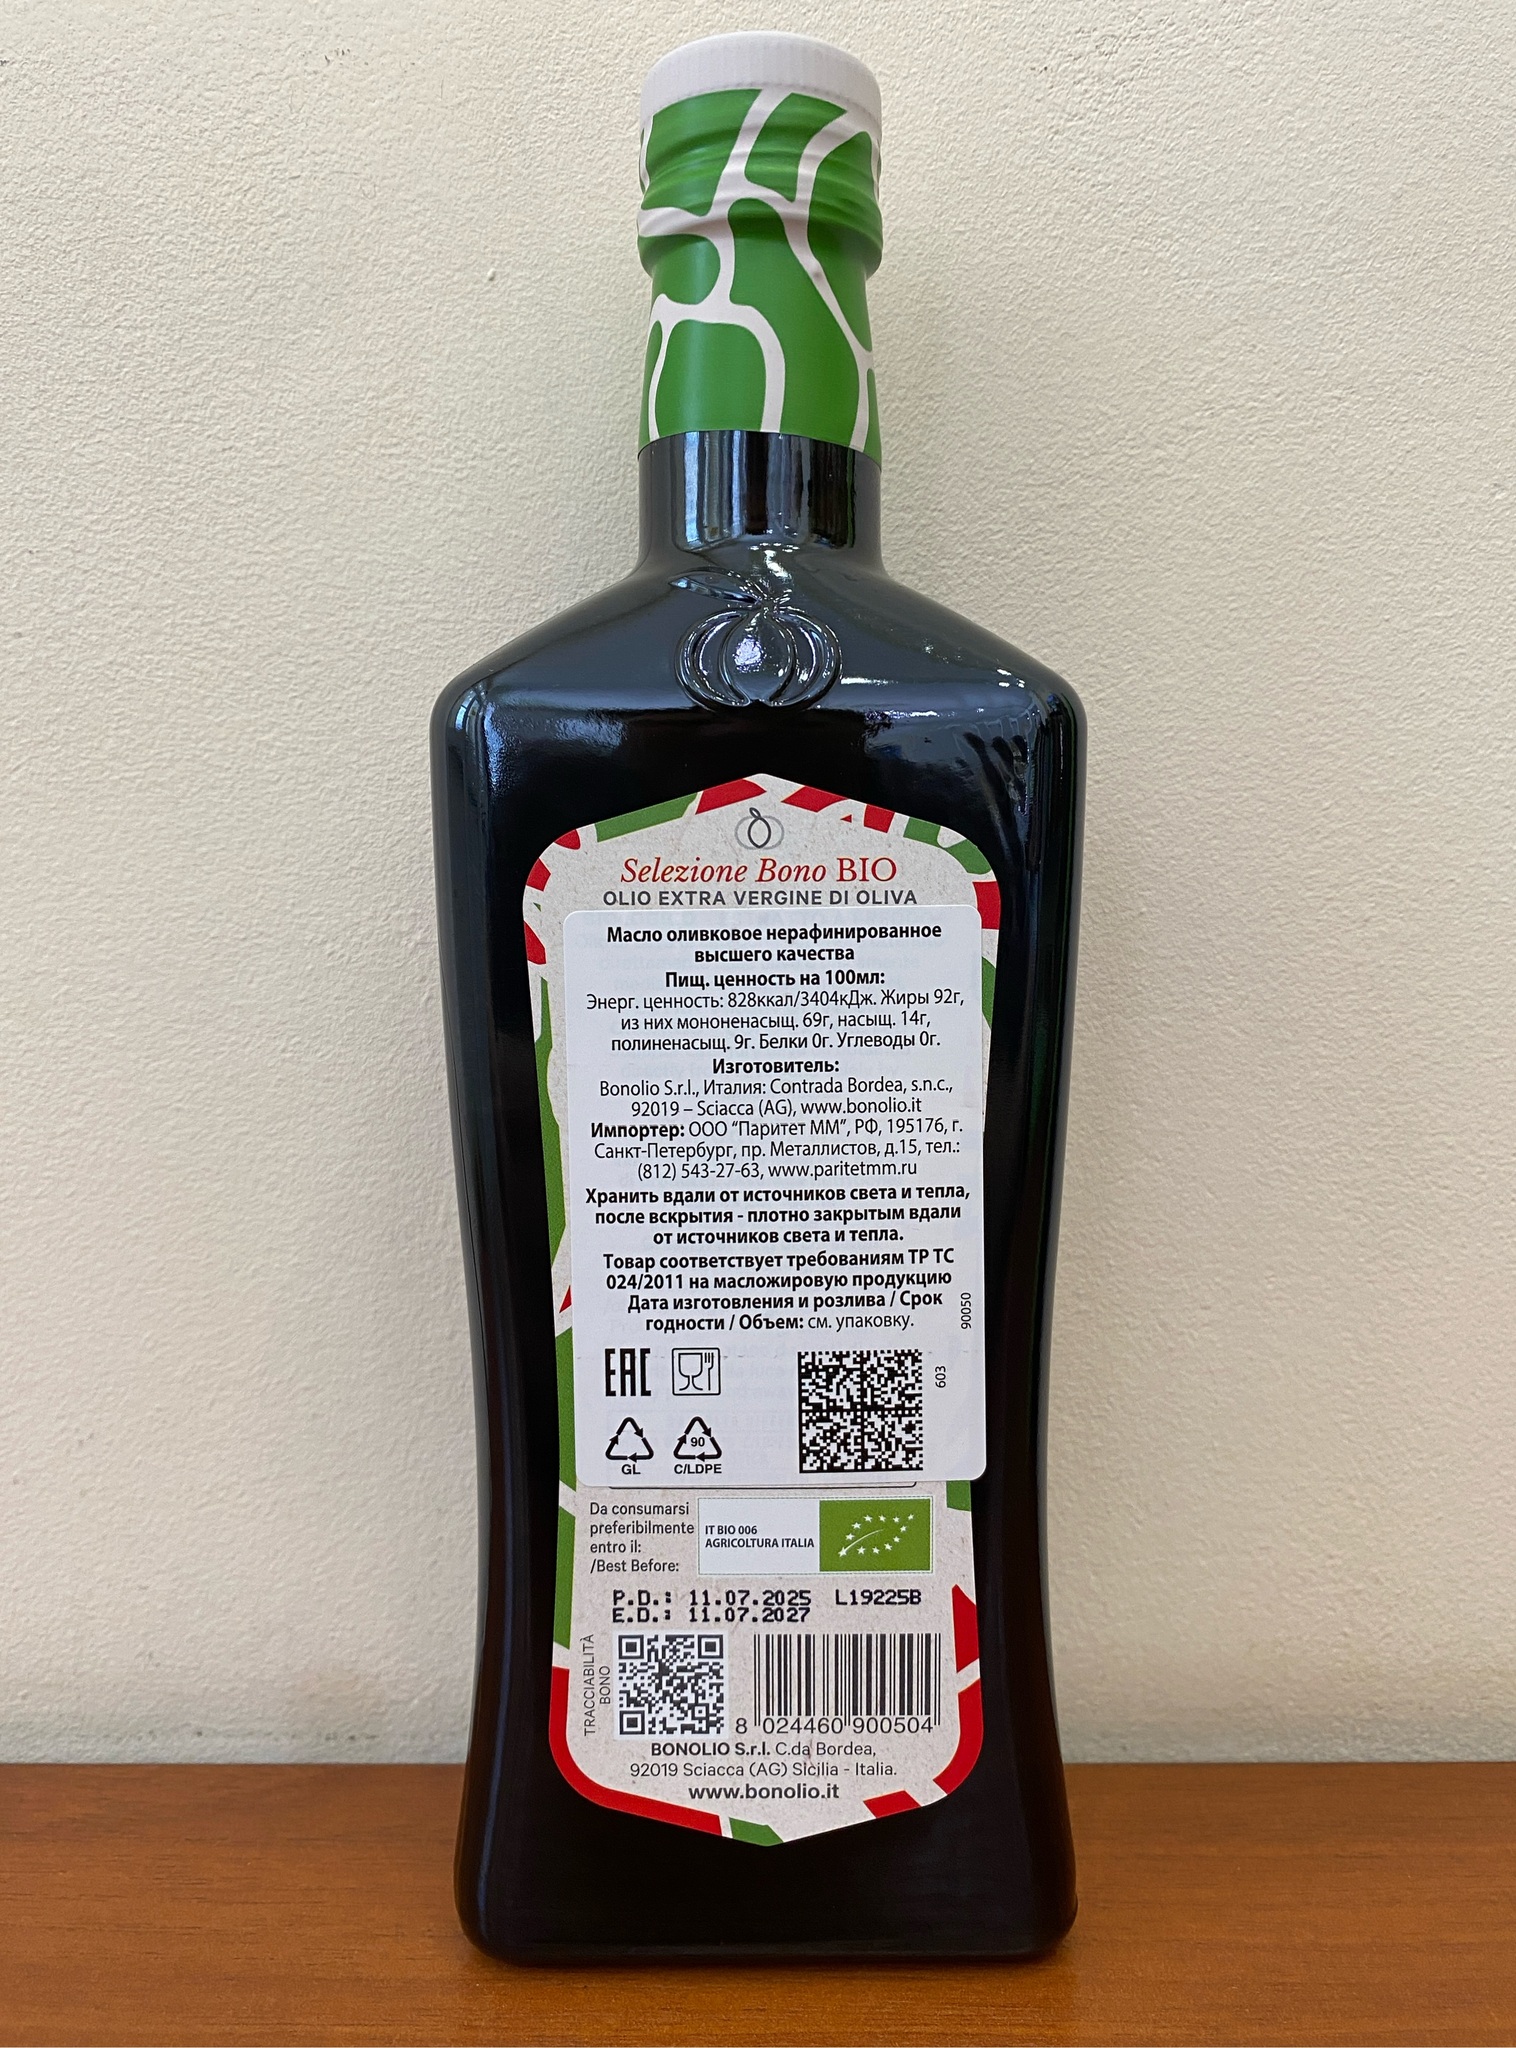 Selezione Bono BIO
OLIO EXTRA VERGINE DI OLIVA
Масло оливковое нерафинированное
высшего качества
Пищ. ценность на 100мл:
Энерг. ценность: 828ккал/3404кДж. Жиры 92г,
из них мононенасыщ. 69г, насыщ. 14г,
полиненасыщ. 9г. Белки 0г. Углеводы 0г.
Изготовитель:
Bonolio S.r.l., Италия: Contrada Bordea, s.n.c.,
92019 – Sciacca (AG), www.bonolio.it
Импортер: ООО “Паритет ММ”, РФ, 195176, г.
Санкт-Петербург, пр. Металлистов, д.15, тел.:
(812) 543-27-63, www.paritetmm.ru
Хранить вдали от источников света и тепла,
после вскрытия - плотно закрытым вдали
от источников света и тепла.
Товар соответствует требованиям ТР ТС
024/2011 на масложировую продукцию
Дата изготовления и розлива / Срок
годности / Объем: см. упаковку.
90050
EAC
603
90
GL
C/LDPE
Da consumarsi
preferibilmente
entro il:
/Best Before:
IT BIO 006
AGRICOLTURA ITALIA
P.D.: 11.07.2025 L19225B
E.D.: 11.07.2027
TRACCIABILITÀ
BONO
8 024460 900504
BONOLIO S.r.l. C.da Bordea,
92019 Sciacca (AG) Sicilia - Italia.
www.bonolio.it